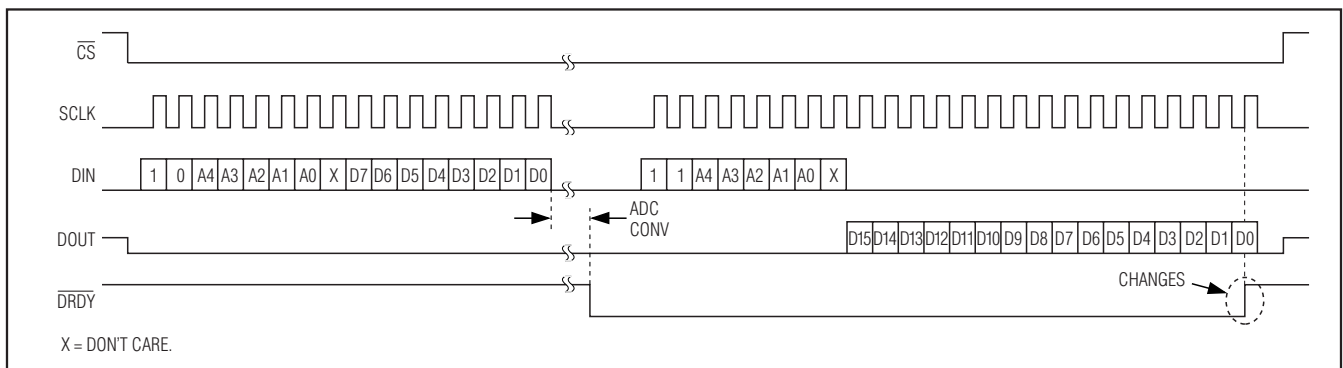 CS
SCLK
DIN 1 0 A4 A3 A2 A1 A0 X D7 D6 D5 D4 D3 D2 D1 D0 1 1 A4 A3 A2 A1 A0 X
ADC
CONV
DOUT D15 D14 D13 D12 D11 D10 D9 D8 D7 D6 D5 D4 D3 D2 D1 D0
CHANGES
DRDY
X = DON'T CARE.